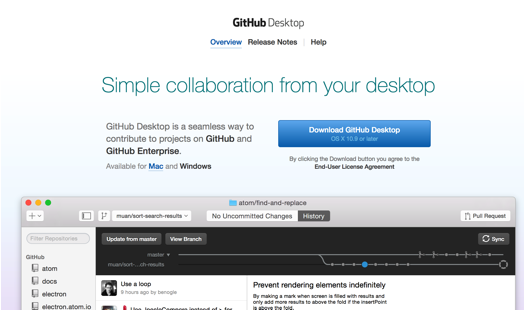 GitHub Desktop
Overview Release Notes Help
Simple collaboration from your desktop
GitHub Desktop is a seamless way to
contribute to projects on GitHub and
GitHub Enterprise.
Available for Mac and Windows
Download GitHub Desktop
OS X 10.9 or later
By clicking the Download button you agree to the
End-User License Agreement
atom/find-and-replace
muan/sort-search-results
No Uncommitted Changes History
Pull Request
Filter Repositories
Update from master View Branch
Sync
master
muan/sort-...ch-results
GitHub
atom
docs
electron
electron.atom.io
Use a loop
9 hours ago by benogle
Prevent rendering elements indefinitely
By making a mark when screen is filled with results and
only add more results to above the fold if the insertPoint
is above the fold.
Use .localeCompare instead of > for